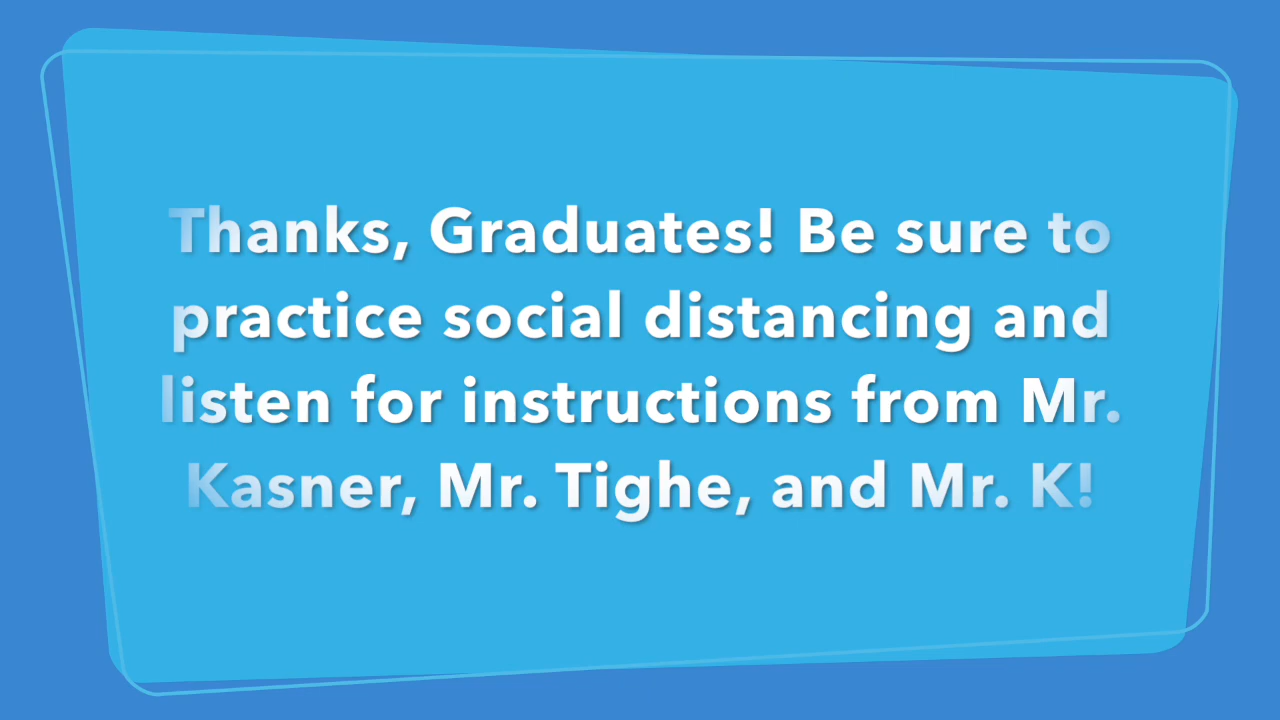 Thanks, Graduates! Be sure to
practice social distancing and
listen for instructions from Mr.
Kasner, Mr. Tighe, and Mr. K!